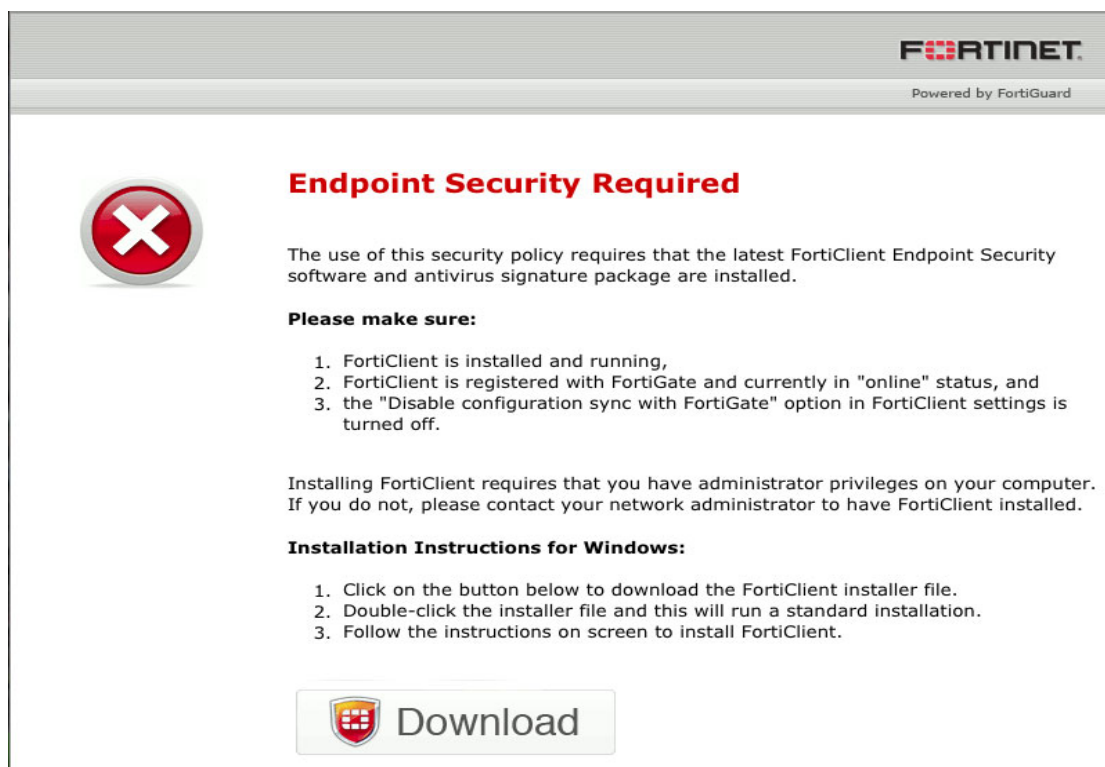 FORTINET.
Powered by FortiGuard
Endpoint Security Required
The use of this security policy requires that the latest FortiClient Endpoint Security
software and antivirus signature package are installed.
Please make sure:
1. FortiClient is installed and running,
2. FortiClient is registered with FortiGate and currently in "online" status, and
3. the "Disable configuration sync with FortiGate" option in FortiClient settings is
turned off.
Installing FortiClient requires that you have administrator privileges on your computer.
If you do not, please contact your network administrator to have FortiClient installed.
Installation Instructions for Windows:
1. Click on the button below to download the FortiClient installer file.
2. Double-click the installer file and this will run a standard installation.
3. Follow the instructions on screen to install FortiClient.
Download